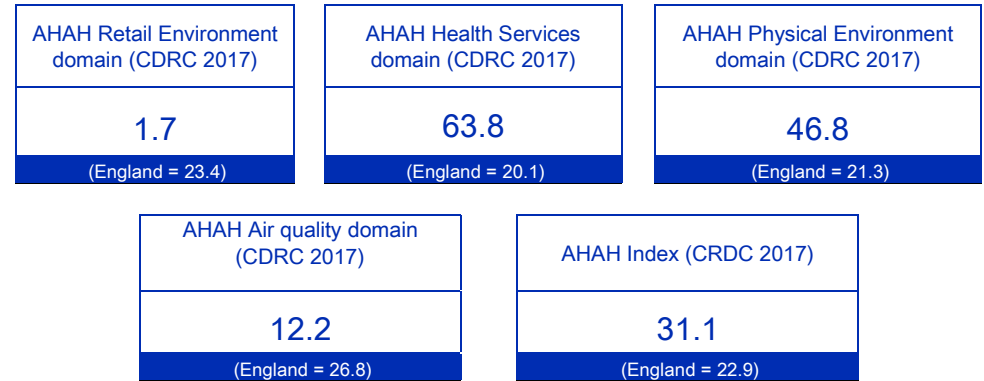 AHAH Retail Environment
domain (CDRC 2017)
1.7
(England = 23.4)
AHAH Health Services
domain (CDRC 2017)
63.8
(England = 20.1)
AHAH Physical Environment
domain (CDRC 2017)
46.8
(England = 21.3)
AHAH Air quality domain
(CDRC 2017)
12.2
(England = 26.8)
AHAH Index (CRDC 2017)
31.1
(England = 22.9)